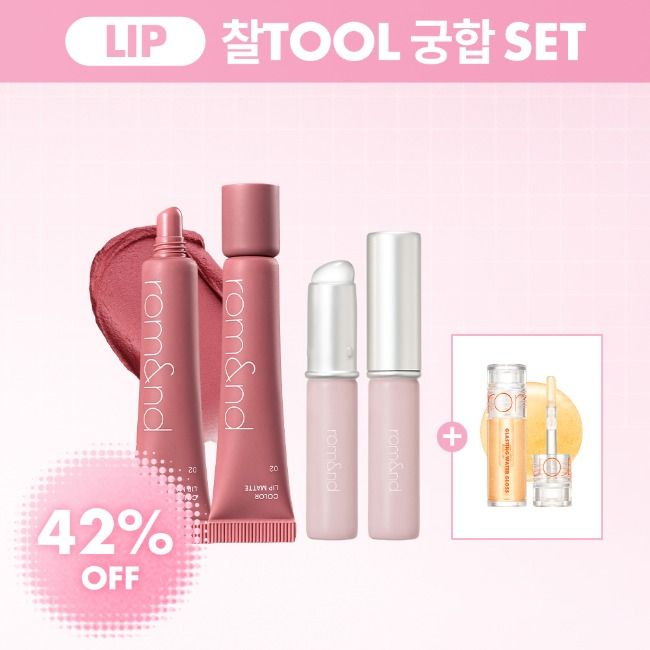 LIP 찰TOOL 궁합 SET
rom&nd
02
rom&nd
COLOR
LIP MATTE
02
rom&nd
rom&nd
+
GLASTING WATER GLOSS
42%
OFF